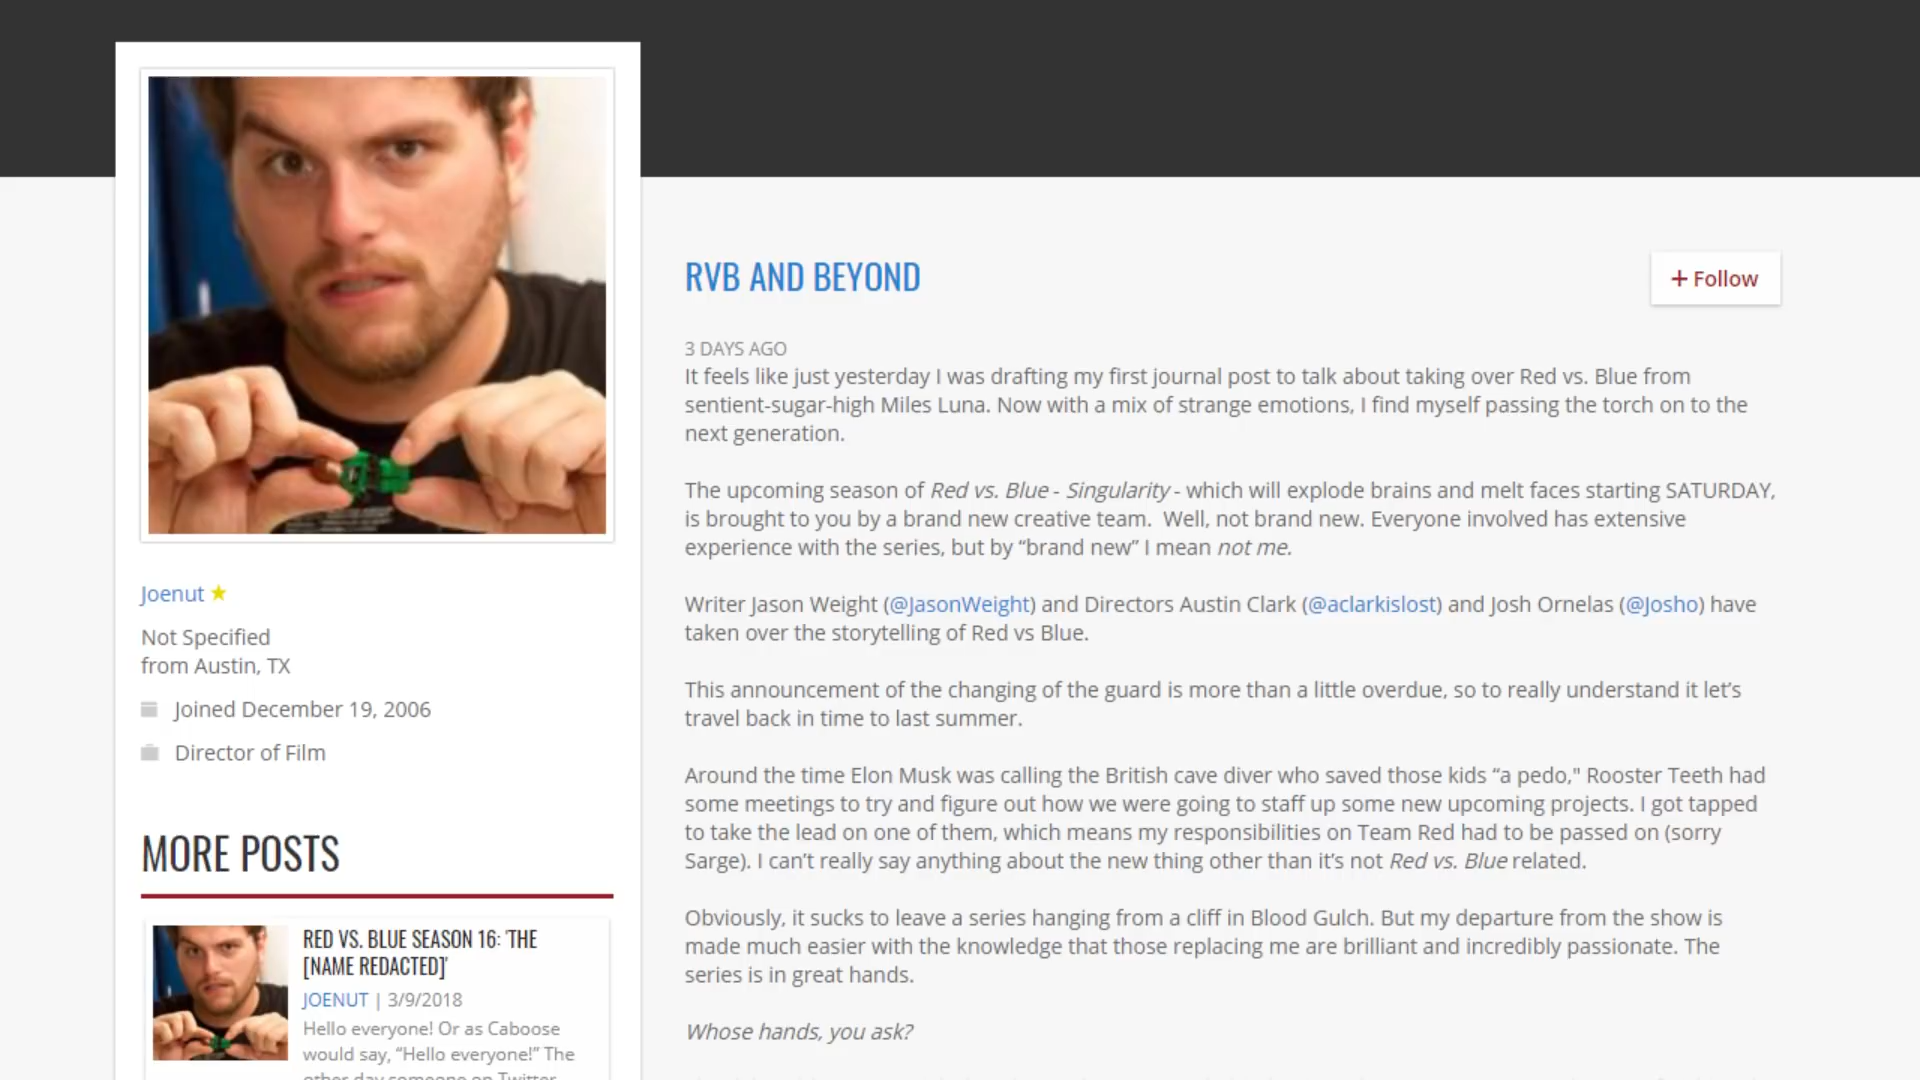 RVB AND BEYOND
+ Follow
3 DAYS AGO
It feels like just yesterday I was drafting my first journal post to talk about taking over Red vs. Blue from
sentient-sugar-high Miles Luna. Now with a mix of strange emotions, I find myself passing the torch on to the
next generation.
The upcoming season of Red vs. Blue - Singularity - which will explode brains and melt faces starting SATURDAY,
is brought to you by a brand new creative team.  Well, not brand new. Everyone involved has extensive
experience with the series, but by “brand new” I mean not me.
Writer Jason Weight (@JasonWeight) and Directors Austin Clark (@aclarkislost) and Josh Ornelas (@Josho) have
taken over the storytelling of Red vs Blue.
This announcement of the changing of the guard is more than a little overdue, so to really understand it let’s
travel back in time to last summer.
Around the time Elon Musk was calling the British cave diver who saved those kids “a pedo," Rooster Teeth had
some meetings to try and figure out how we were going to staff up some new upcoming projects. I got tapped
to take the lead on one of them, which means my responsibilities on Team Red had to be passed on (sorry
Sarge). I can’t really say anything about the new thing other than it’s not Red vs. Blue related.
Obviously, it sucks to leave a series hanging from a cliff in Blood Gulch. But my departure from the show is
made much easier with the knowledge that those replacing me are brilliant and incredibly passionate. The
series is in great hands.
Whose hands, you ask?
Joenut
Not Specified
from Austin, TX
Joined December 19, 2006
Director of Film
MORE POSTS
RED VS. BLUE SEASON 16: 'THE
[NAME REDACTED]'
JOENUT | 3/9/2018
Hello everyone! Or as Caboose
would say, “Hello everyone!” The
other day someone on Twitter